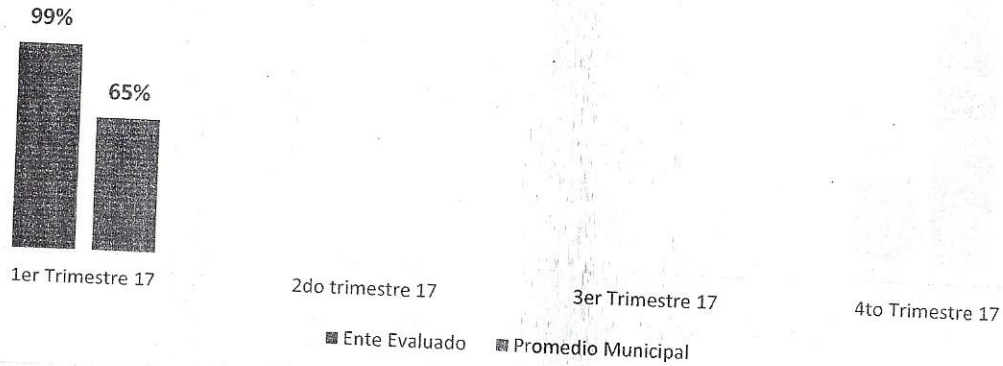 99%
65%
1er Trimestre 17
2do trimestre 17
3er Trimestre 17
4to Trimestre 17
Ente Evaluado
Promedio Municipal